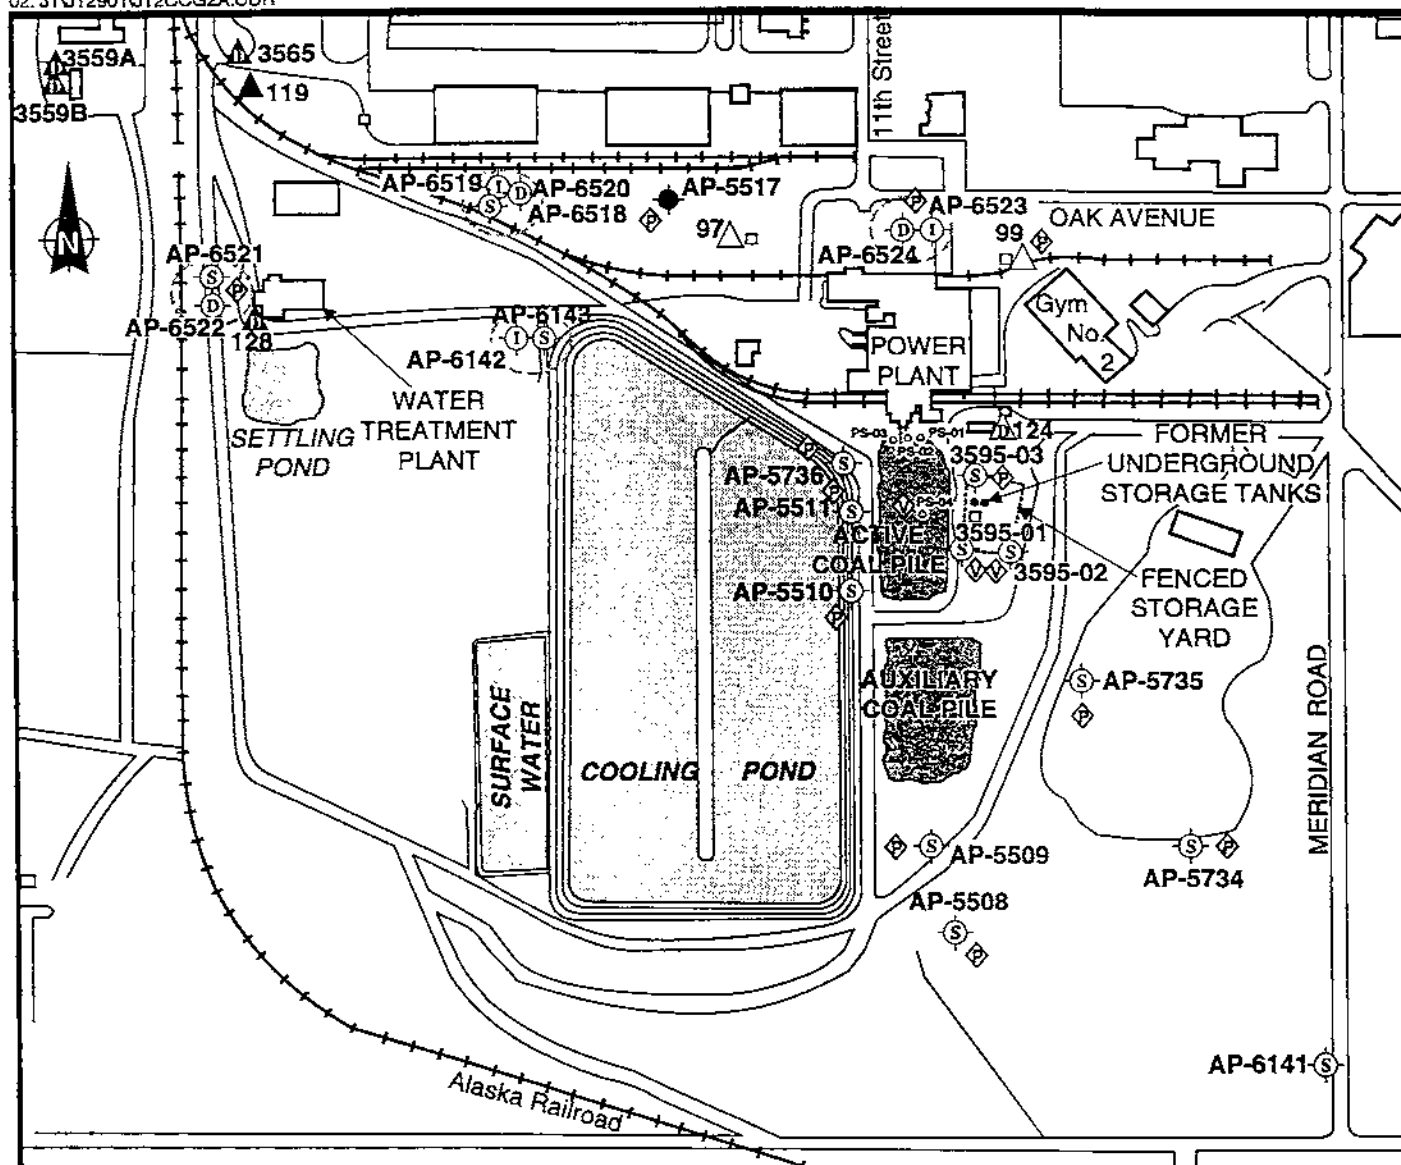 3559A
3565
119
3559B
11th Street
AP-6519
I
D
AP-6520
AP-5517
S
AP-6518
P
97
P
AP-6523
OAK AVENUE
D
I
99
P
AP-6524
N
AP-6521
S
P
D
AP-6522
128
AP-6143
I
S
AP-6142
Gym
No.
2
POWER
PLANT
WATER
TREATMENT
PLANT
SETTLING
POND
PS-03
PS-01
D
124
FORMER
UNDERGROUND
STORAGE TANKS
3595-03
P
S
AP-5736
S
P
P
AP-5511
S
V
PS-04
ACTIVE
COAL PILE
3595-01
S
S
V
V
3595-02
FENCED
STORAGE
YARD
AP-5510
S
P
AUXILIARY
COAL PILE
S
AP-5735
P
MERIDIAN ROAD
SURFACE
WATER
COOLING POND
P
S
AP-5509
S
P
AP-5734
AP-5508
S
P
AP-6141
S
Alaska Railroad